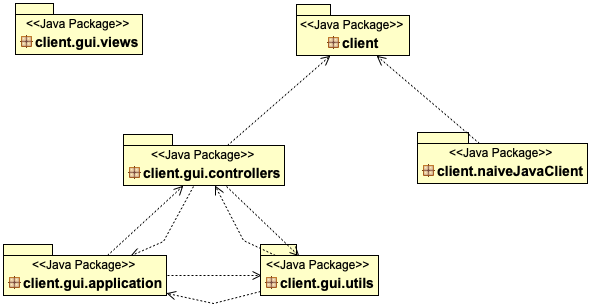 <<Java Package>>
client.gui.views
<<Java Package>>
client
<<Java Package>>
client.gui.controllers
<<Java Package>>
client.naiveJavaClient
<<Java Package>>
client.gui.application
<<Java Package>>
client.gui.utils